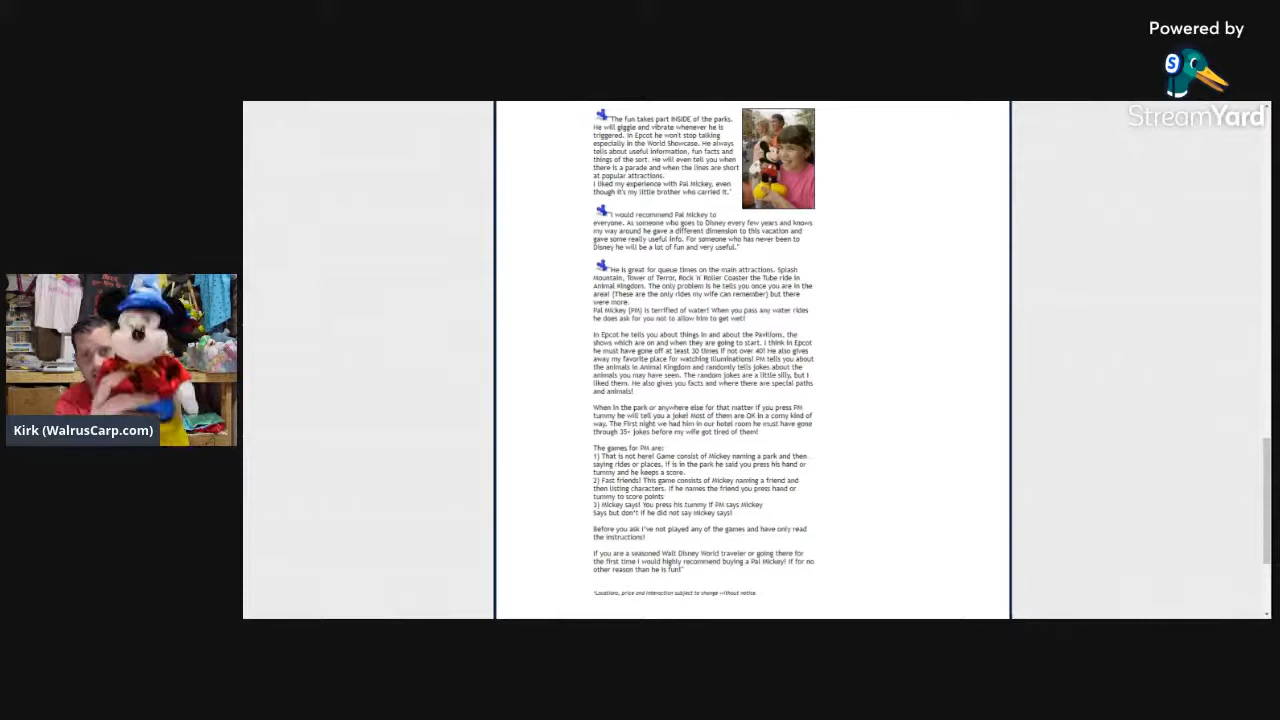 Powered by
S
StreamYard
The fun takes part INSIDE of the parks.
He will giggle and vibrate whenever he is
triggered. In Epcot he won't stop talking
especially in the World Showcase. He always
tells about useful information, fun facts and
things of the sort. He will even tell you when
there is a parade and when the lines are short
at popular attractions.
I liked my experience with Pal Mickey, even
though it's my little brother who carried it."
"I would recommend Pal Mickey to
everyone. As someone who goes to Disney every few years and knows
my way around he gave a different dimension to this vacation and
gave some really useful info. For someone who has never been to
Disney he will be a lot of fun and very useful."
He is great for queue times on the main attractions. Splash
Mountain, Tower of Terror, Rock 'n' Roller Coaster the Tube ride in
Animal Kingdom. The only problem is he tells you once you are in the
area! (These are the only rides my wife can remember) but there
were more.
Pal Mickey (PM) is terrified of water! When you pass any water rides
he does ask for you not to allow him to get wet!
In Epcot he tells you about things in and about the Pavilions, the
shows which are on and when they are going to start. I think in Epcot
he must have gone off at least 30 times if not over 40! He also gives
away my favorite place for watching Illuminations! PM tells you about
the animals in Animal Kingdom and randomly tells jokes about the
animals you may have seen. The random jokes are a little silly, but I
liked them. He also gives you facts and where there are special paths
and animals!
When in the park or anywhere else for that matter if you press PM
tummy he will tell you a joke! Most of them are OK in a corny kind of
way. The First night we had him in our hotel room he must have gone
through 35+ jokes before my wife got tired of them!
The games for PM are:
1) That is not here! Game consist of Mickey naming a park and then
saying rides or places, if is in the park he said you press his hand or
tummy and he keeps a score.
2) Fast friends! This game consists of Mickey naming a friend and
then listing characters. If he names the friend you press hand or
tummy to score points
3) Mickey says! You press his tummy if PM says Mickey
Says but don't if he did not say Mickey says!
Before you ask I've not played any of the games and have only read
the instructions!
If you are a seasoned Walt Disney World traveler or going there for
the first time I would highly recommend buying a Pal Mickey! If for no
other reason than he is fun!"
*Locations, price and interaction subject to change without notice.
Kirk (WalrusCarp.com)